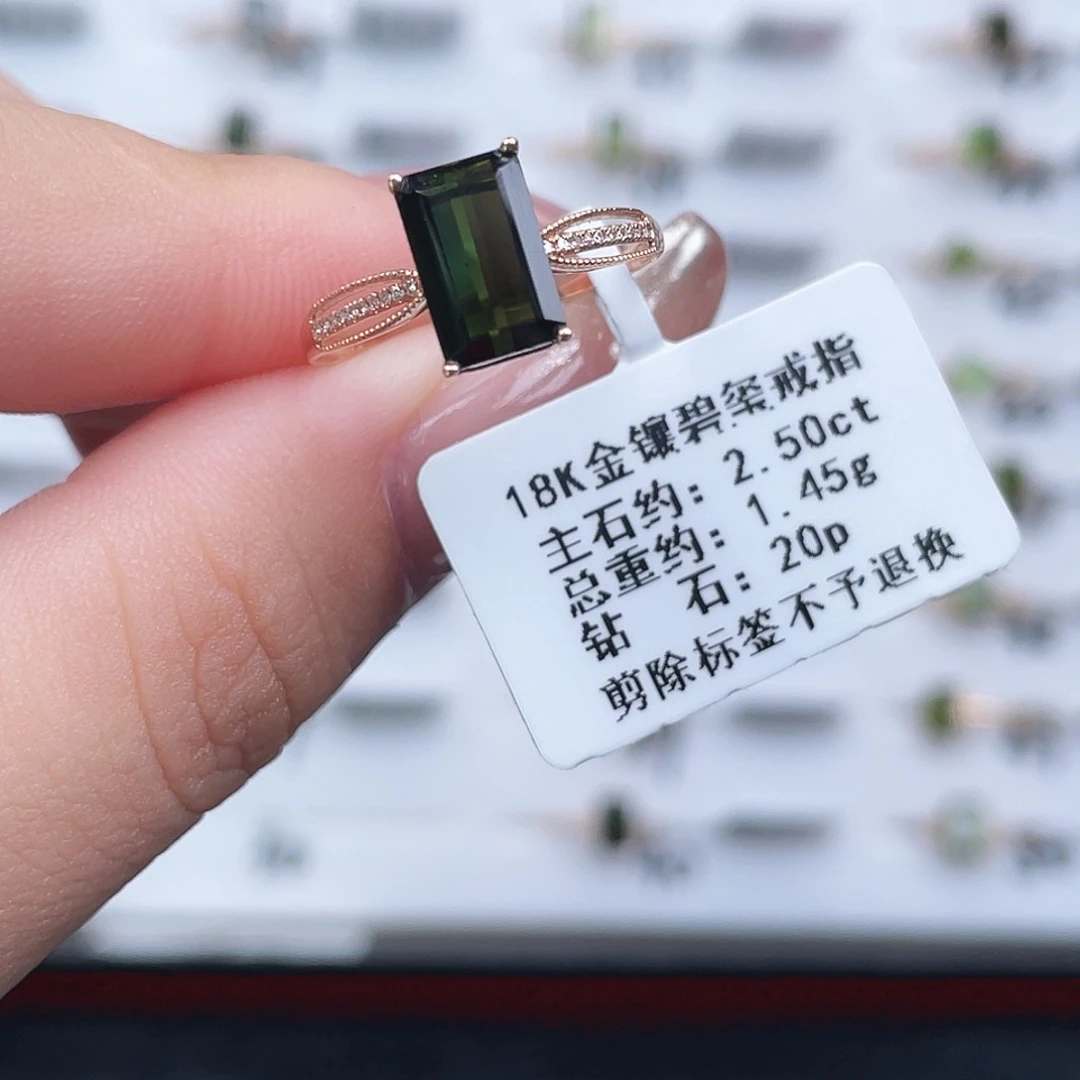 18K金镶碧玺戒指
主石约: 2.50ct
总重约: 1.45g
钻 石: 20p
剪除标签不予退换